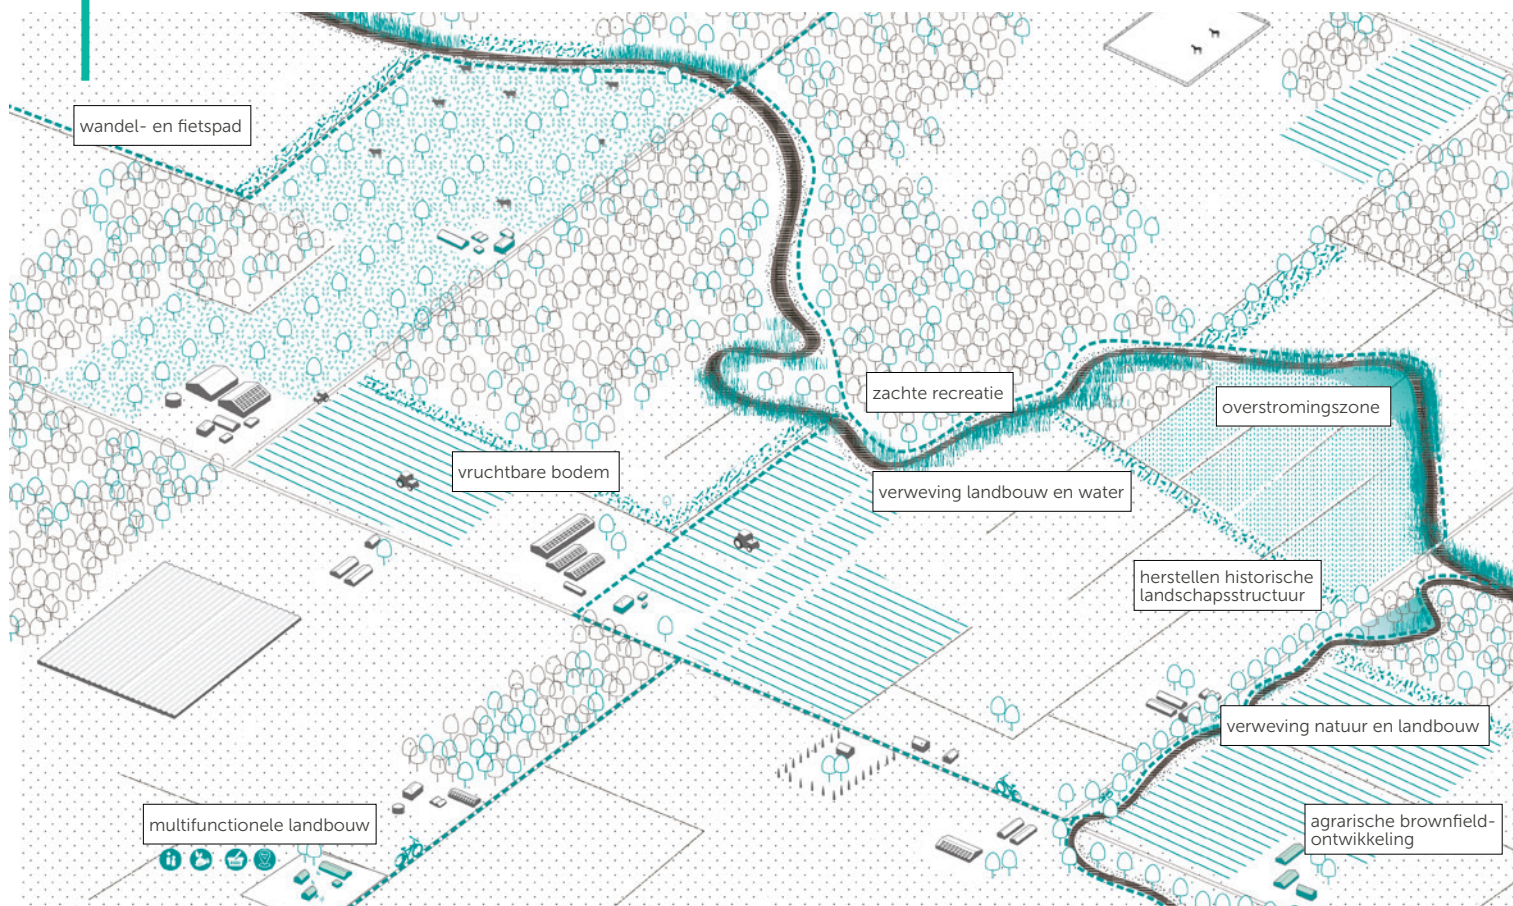 wandel- en fietspad
zachte recreatie
overstromingszone
vruchtbare bodem
verweving landbouw en water
herstellen historische
landschapsstructuur
verweving natuur en landbouw
multifunctionele landbouw
agrarische brownfield-
ontwikkeling